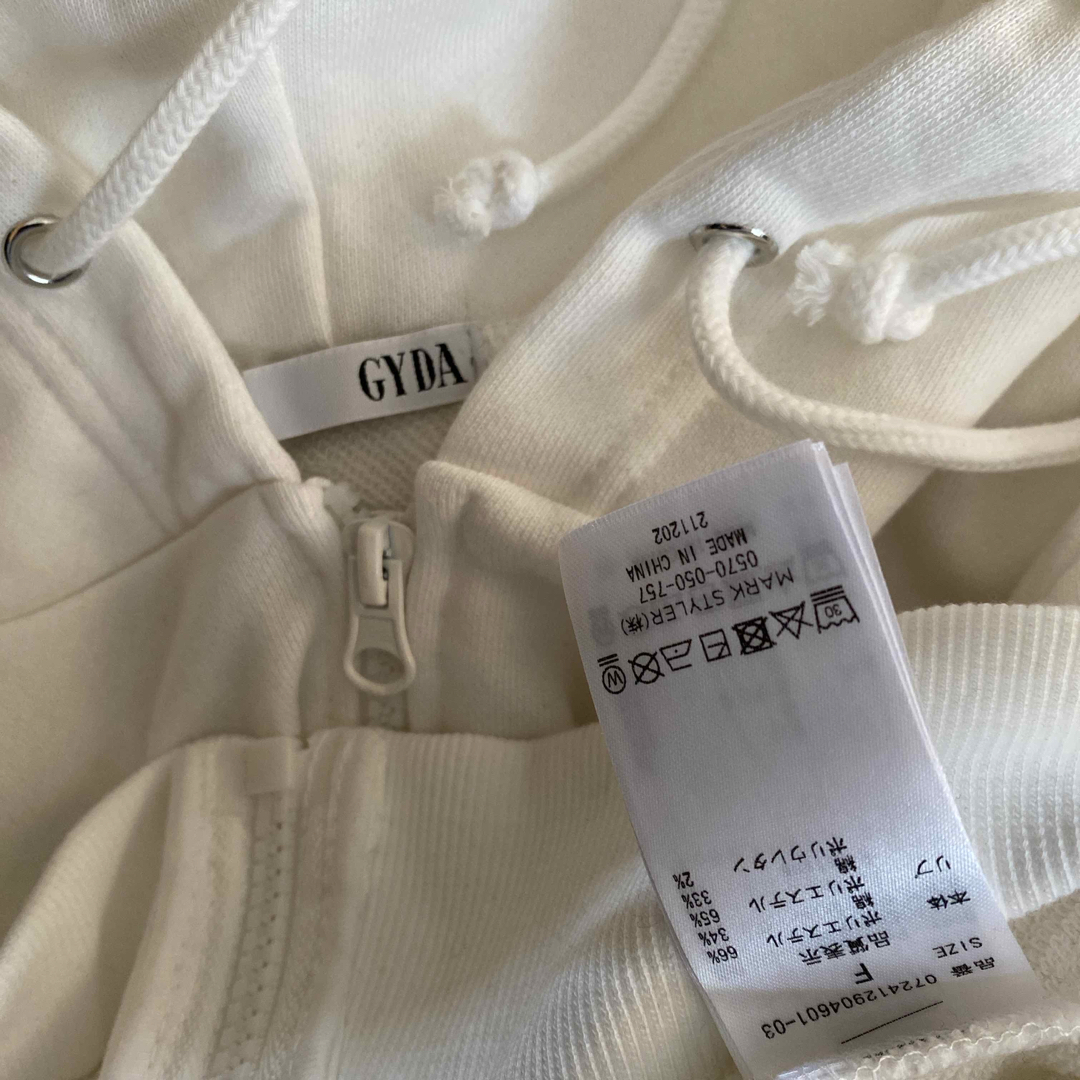 GYDA
品番 072412904601-03
SIZE F
品質表示
本体 ポリエステル 66%
綿 34%
リブ ポリエステル 65%
綿 33%
ポリウレタン 2%
30
W
MARK STYLER(株)
0570-050-757
MADE IN CHINA
211202